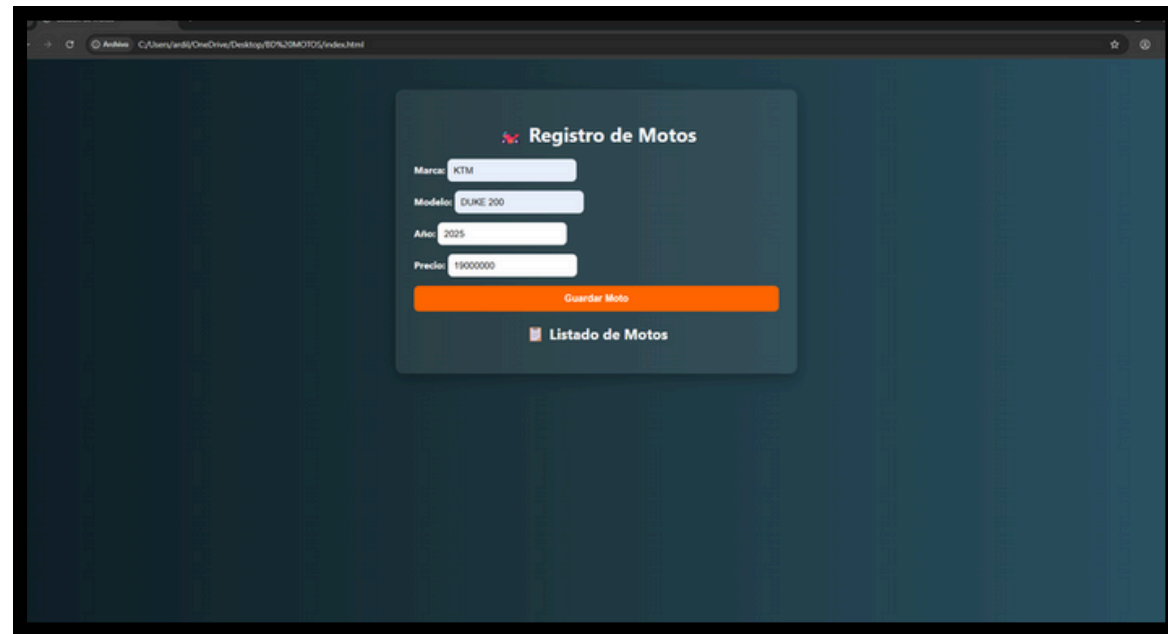 Archivo C:/Users/ardil/OneDrive/Desktop/BD%20MOTOS/index.html
Registro de Motos
Marca: KTM
Modelo: DUKE 200
Año: 2025
Precio: 19000000
Guardar Moto
Listado de Motos